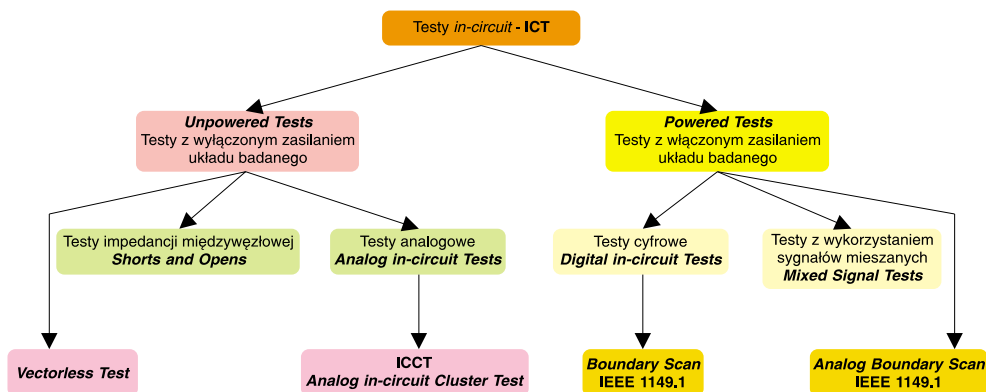 Testy in-circuit - ICT
Unpowered Tests
Testy z wyłączonym zasilaniem
układu badanego
Powered Tests
Testy z włączonym zasilaniem
układu badanego
Testy impedancji międzywęzłowej
Shorts and Opens
Testy analogowe
Analog in-circuit Tests
Testy cyfrowe
Digital in-circuit Tests
Testy z wykorzystaniem
sygnałów mieszanych
Mixed Signal Tests
Vectorless Test
ICCT
Analog in-circuit Cluster Test
Boundary Scan
IEEE 1149.1
Analog Boundary Scan
IEEE 1149.1